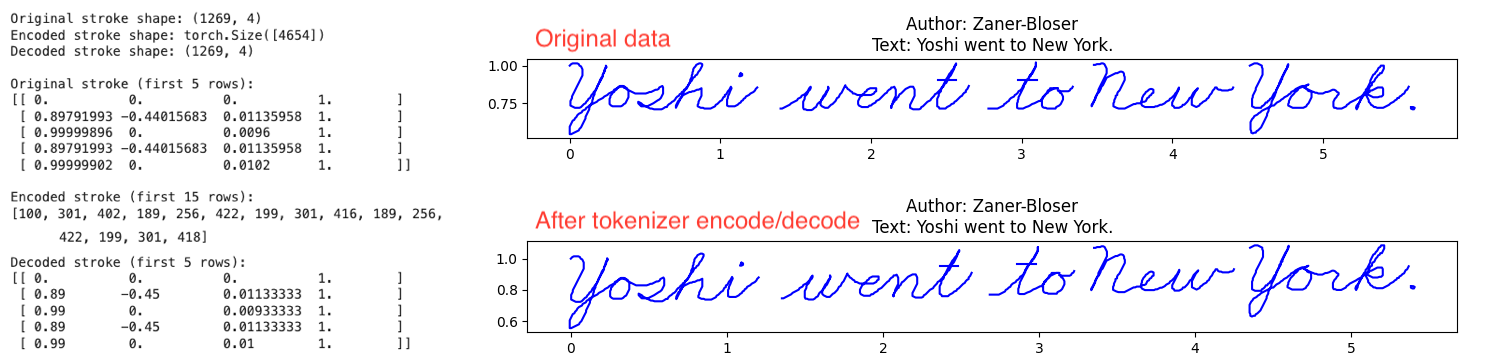 Original stroke shape: (1269, 4)
Encoded stroke shape: torch.Size([4654])
Decoded stroke shape: (1269, 4)
Original stroke (first 5 rows):
[[ 0. 0. 0. 1. ]
[ 0.89791993 -0.44015683 0.01135958 1. ]
[ 0.99999896 0. 0.0096 1. ]
[ 0.89791993 -0.44015683 0.01135958 1. ]
[ 0.99999902 0. 0.0102 1. ]]
Encoded stroke (first 15 rows):
[100, 301, 402, 189, 256, 422, 199, 301, 416, 189, 256,
422, 199, 301, 418]
Decoded stroke (first 5 rows):
[[ 0. 0. 0. 1. ]
[ 0.89 -0.45 0.01133333 1. ]
[ 0.99 0. 0.00933333 1. ]
[ 0.89 -0.45 0.01133333 1. ]
[ 0.99 0. 0.01 1. ]]
Original data
Author: Zaner-Bloser
Text: Yoshi went to New York.
1.00
0.75
Yoshi went to New York.
0 1 2 3 4 5
After tokenizer encode/decode
Author: Zaner-Bloser
Text: Yoshi went to New York.
1.0
0.8
0.6
Yoshi went to New York.
0 1 2 3 4 5